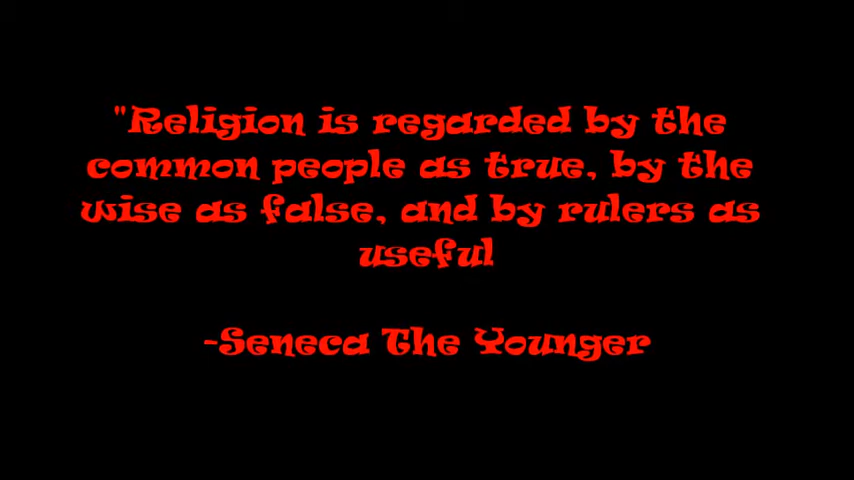 "Religion is regarded by the
common people as true, by the
wise as false, and by rulers as
useful
-Seneca The Younger